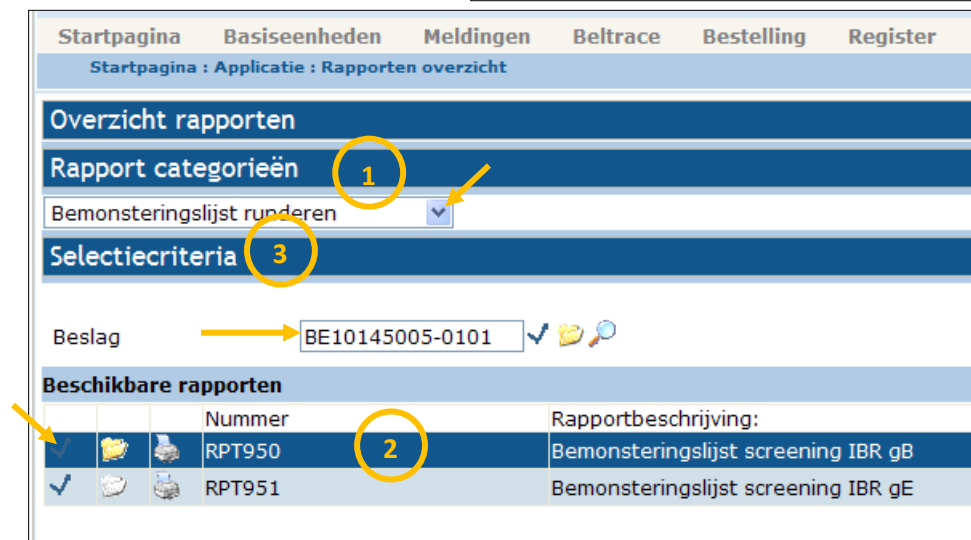 Startpagina Basiseenheden Meldingen Beltrace Bestelling Register
Startpagina : Applicatie : Rapporten overzicht
Overzicht rapporten
Rapport categorieën 1
Bemonsteringslijst runderen
Selectiecriteria 3
Beslag BE10145005-0101
Beschikbare rapporten
Nummer Rapportbeschrijving:
RPT950 2 Bemonsteringslijst screening IBR gB
RPT951 Bemonsteringslijst screening IBR gE